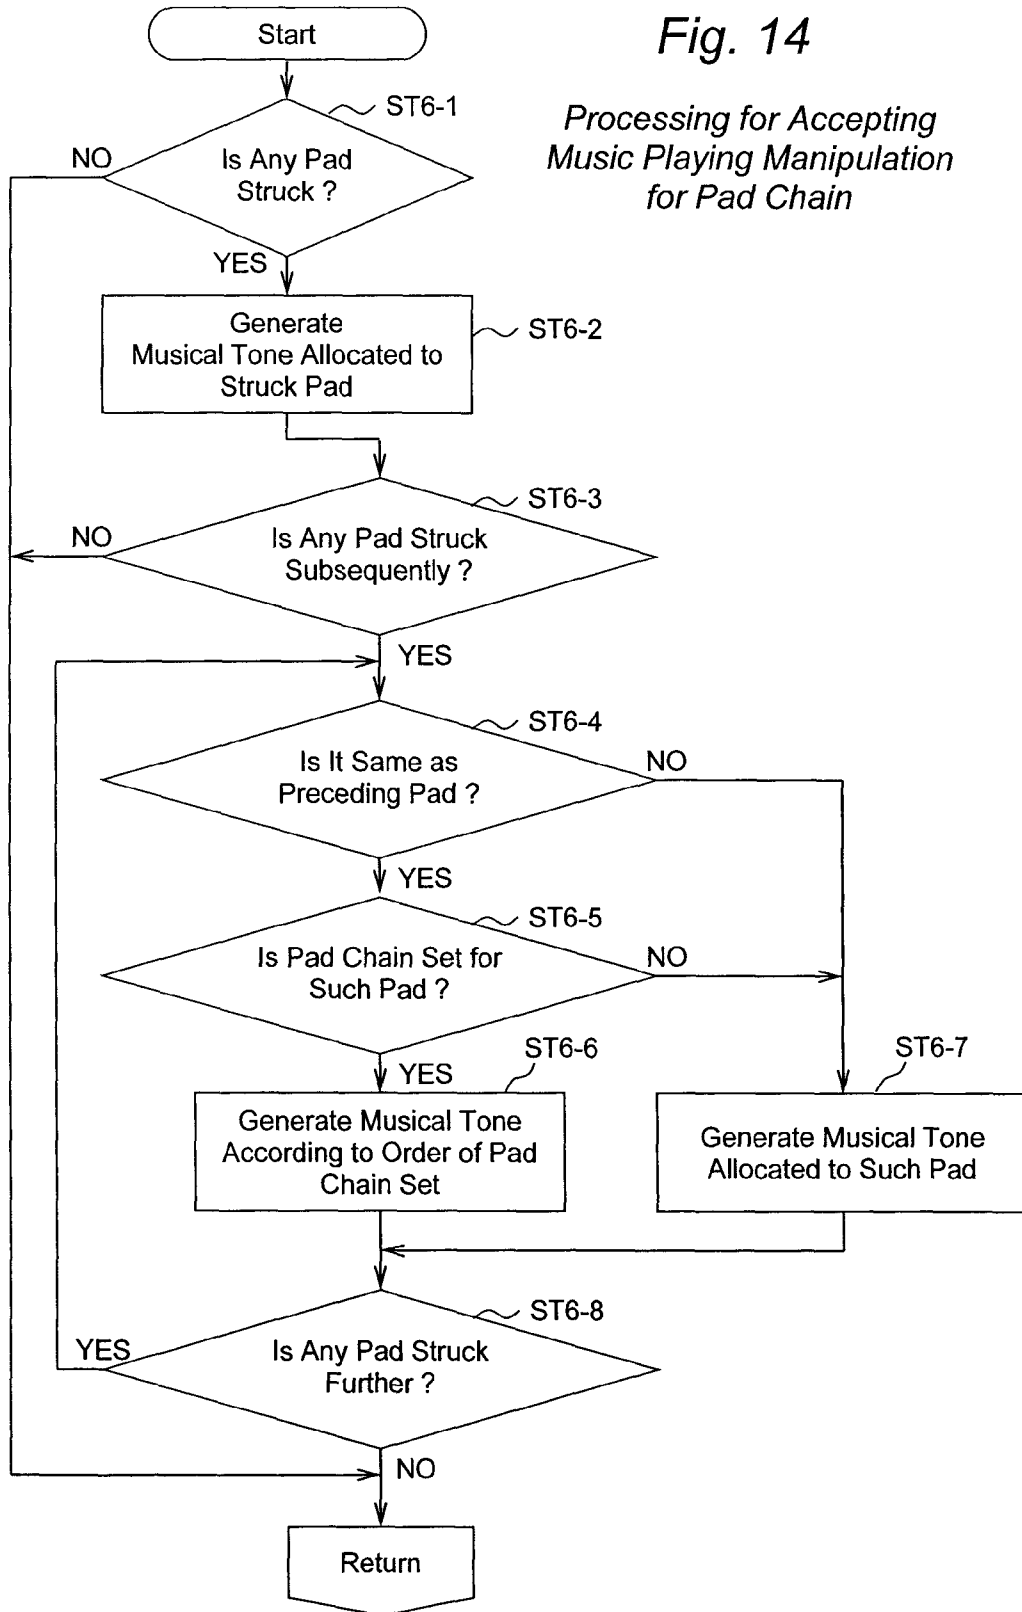 Start
Fig. 14
Processing for Accepting
Music Playing Manipulation
for Pad Chain
ST6-1
NO
Is Any Pad
Struck ?
YES
Generate
Musical Tone Allocated to
Struck Pad
ST6-2
ST6-3
NO
Is Any Pad Struck
Subsequently ?
YES
ST6-4
Is It Same as
Preceding Pad ?
NO
YES
ST6-5
Is Pad Chain Set for
Such Pad ?
NO
YES
ST6-6
Generate Musical Tone
According to Order of Pad
Chain Set
ST6-7
Generate Musical Tone
Allocated to Such Pad
ST6-8
YES
Is Any Pad Struck
Further ?
NO
Return